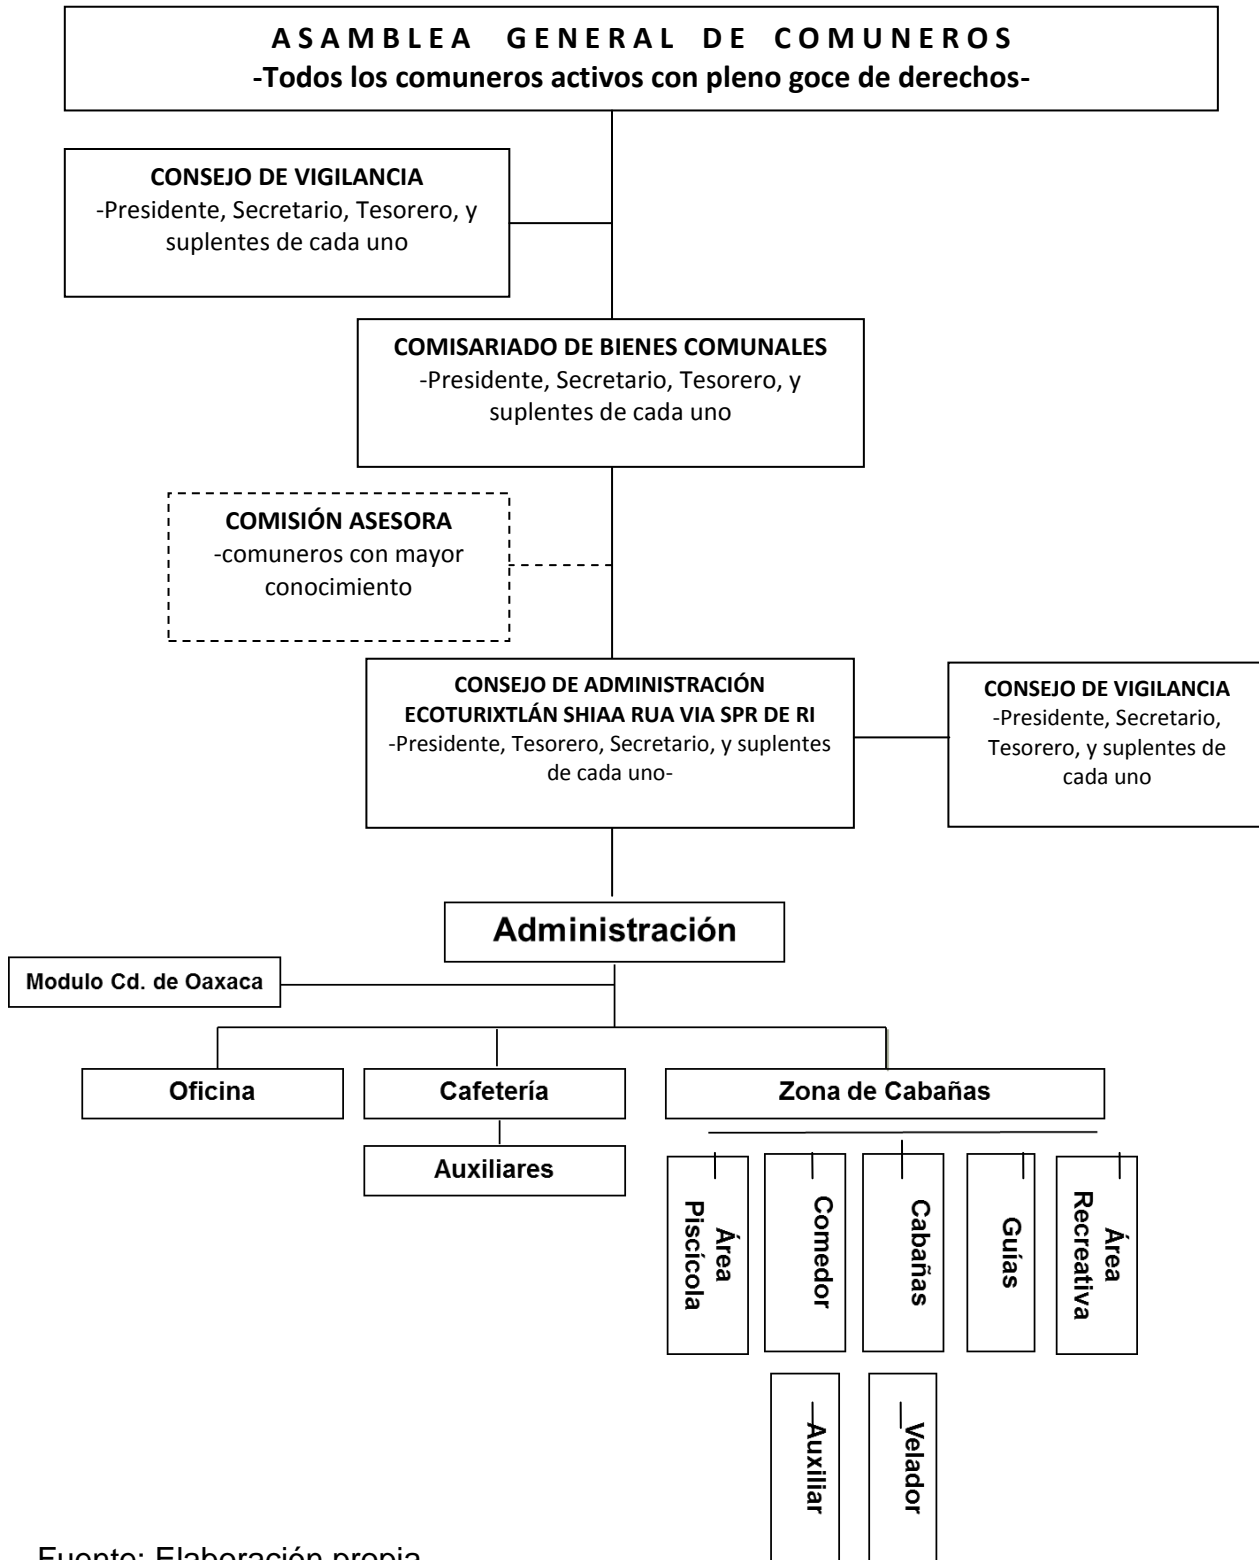 ASAMBLEA GENERAL DE COMUNEROS
-Todos los comuneros activos con pleno goce de derechos-
CONSEJO DE VIGILANCIA
-Presidente, Secretario, Tesorero, y
suplentes de cada uno
COMISARIADO DE BIENES COMUNALES
-Presidente, Secretario, Tesorero, y
suplentes de cada uno
COMISIÓN ASESORA
-comuneros con mayor
conocimiento
CONSEJO DE ADMINISTRACIÓN
ECOTURIXTLÁN SHIAA RUA VIA SPR DE RI
-Presidente, Tesorero, Secretario, y suplentes
de cada uno-
CONSEJO DE VIGILANCIA
-Presidente, Secretario,
Tesorero, y suplentes de
cada uno
Administración
Modulo Cd. de Oaxaca
Oficina
Cafetería
Zona de Cabañas
Auxiliares
Área
Piscícola
Comedor
Cabañas
Guías
Área
Recreativa
Auxiliar
Velador
Fuente: Elaboración propia